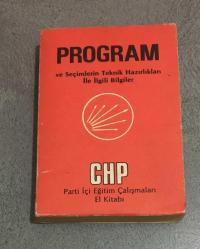 PROGRAM
ve Seçimlerin Teknik Hazırlıkları
İle İlgili Bilgiler
CHP
Parti İçi Eğitim Çalışmaları
El Kitabı